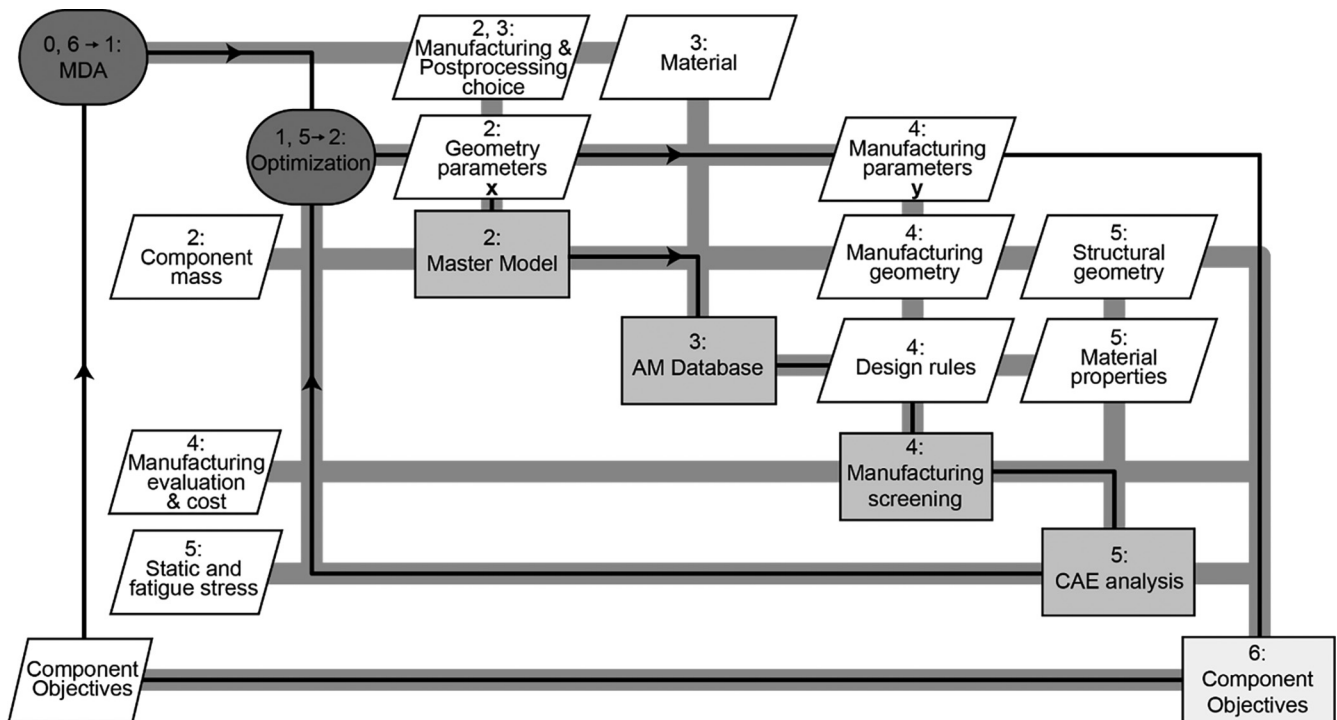 0, 6→1:
MDA
2, 3:
Manufacturing &
Postprocessing
choice
3:
Material
1, 5→2:
Optimization
2:
Geometry
parameters
x
4:
Manufacturing
parameters
y
2:
Component
mass
2:
Master Model
4:
Manufacturing
geometry
5:
Structural
geometry
3:
AM Database
4:
Design rules
5:
Material
properties
4:
Manufacturing
evaluation
& cost
4:
Manufacturing
screening
5:
Static and
fatigue stress
5:
CAE analysis
Component
Objectives
6:
Component
Objectives